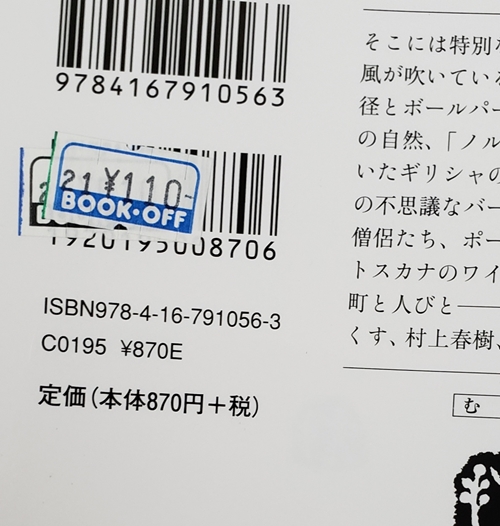 9784167910563
21 ¥110-
BOOK·OFF
1920195008706
ISBN978-4-16-791056-3
C0195 ¥870E
定価(本体870円+税)
そこには特別
風が吹いてい
径とボールパー
の自然、「ノル
いたギリシャの
の不思議なバー
僧侶たち、ポー
トスカナのワイ
町と人びと――
くす、村上春樹、
む